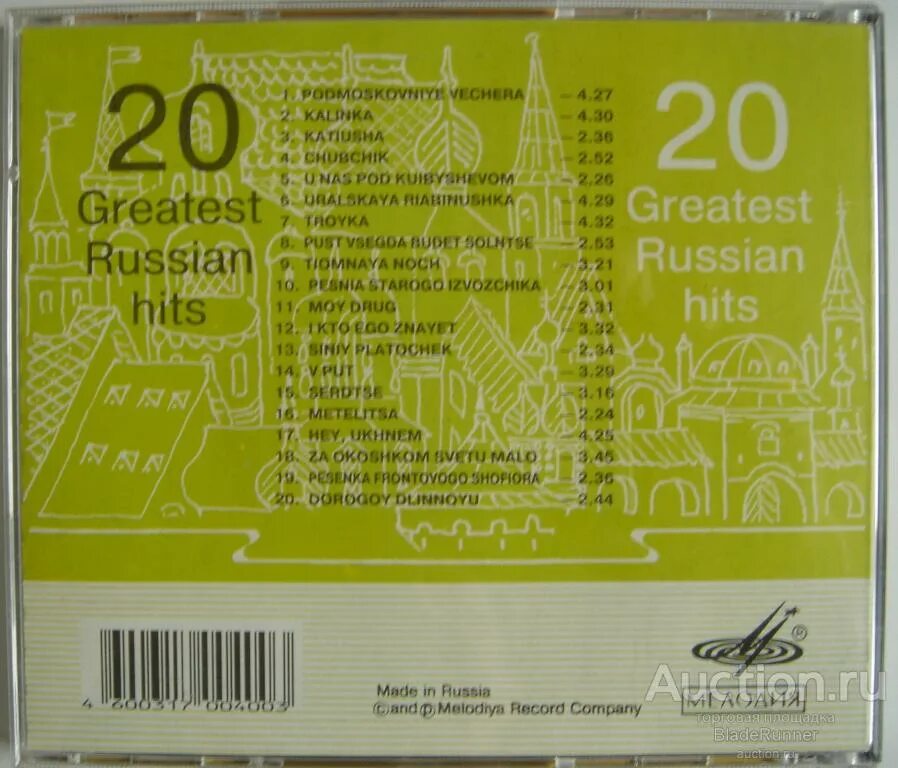 20
Greatest
Russian
hits
1. PODMOSKOVNIYE VECHERA – 4.27
2. KALINKA – 4.30
3. KATIUSHA – 2.36
4. CHUBCHIK – 2.52
5. U NAS POD KUIBYSHEVOM – 2.26
6. URALSKAYA RIABINUSHKA – 4.29
7. TROYKA – 4.32
8. PUST VSEGDA BUDET SOLNTSE – 2.53
9. TIOMNAYA NOCH – 3.21
10. PESNIA STAROGO IZVOZCHIKA – 3.01
11. MOY DRUG – 2.31
12. I KTO EGO ZNAYET – 3.32
13. SINIY PLATOCHEK – 2.34
14. V PUT – 3.29
15. SERDTSE – 3.16
16. METELITSA – 2.24
17. HEY, UKHNEM – 4.25
18. ZA OKOSHKOM SVETU MALO – 3.45
19. PESENKA FRONTOVOGO SHOFIORA – 2.36
20. DOROGOY DLINNOYU – 2.44
20
Greatest
Russian
hits
4 600317 004003
Made in Russia
©and℗Melodiya Record Company
®
МЕЛОДИЯ
Auction.ru
торговая площадка
BladeRunner
auction.ru